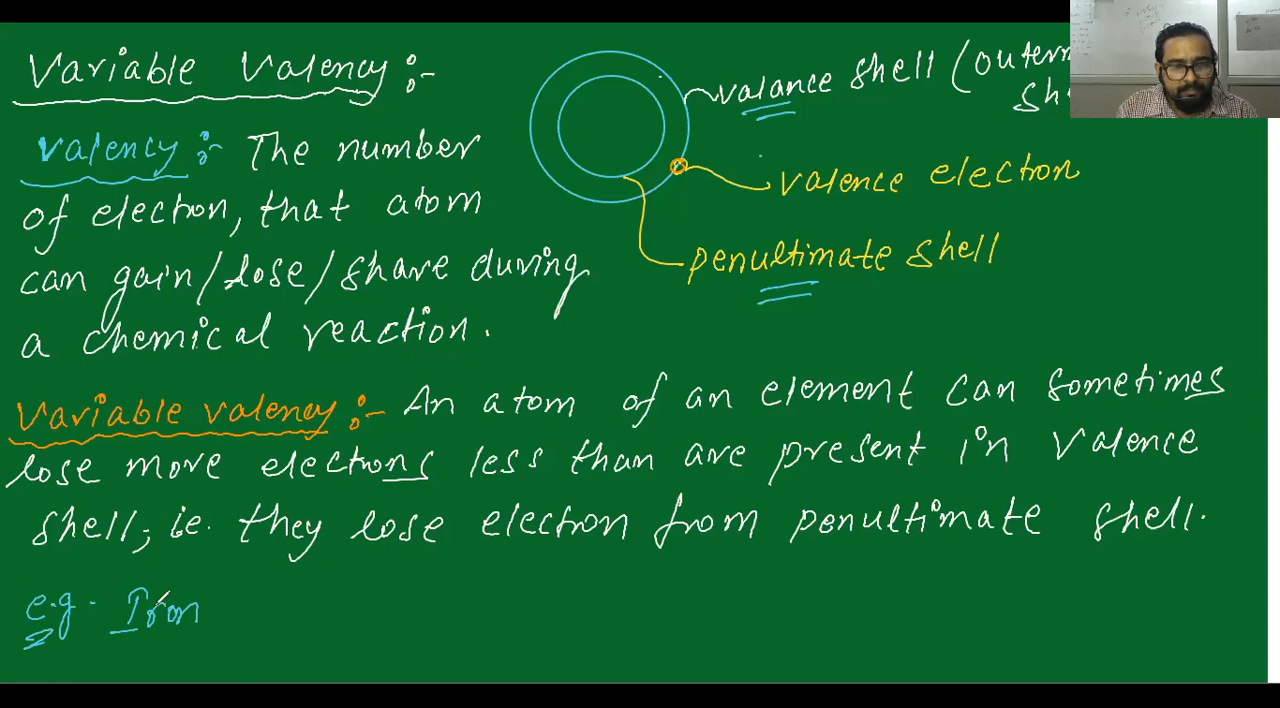 Variable Valency :-
valance shell (outerm
sh
valency :- The number
of electron, that atom
can gain/lose/share during
a chemical reaction.
valence electron
penultimate shell
Variable valency :- An atom of an element can sometimes
lose more electrons less than are present in valence
shell, ie. they lose electron from penultimate shell.
e.g. Iron